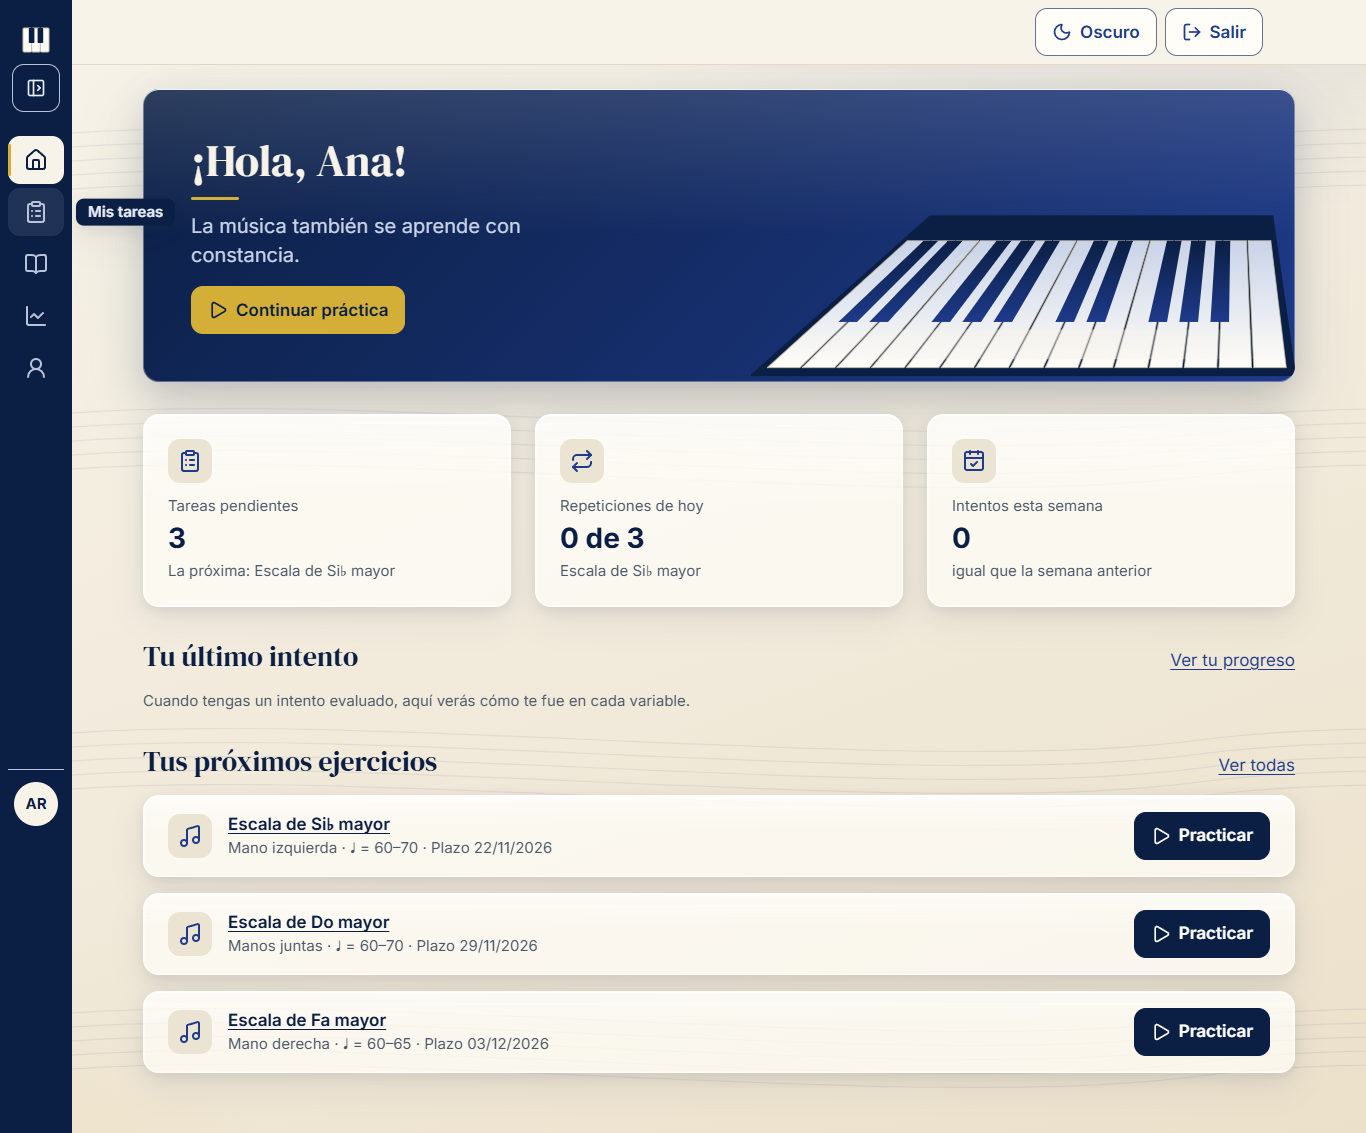 Oscuro
Salir
Mis tareas
¡Hola, Ana!
La música también se aprende con
constancia.
Continuar práctica
Tareas pendientes
3
La próxima: Escala de Si♭ mayor
Repeticiones de hoy
0 de 3
Escala de Si♭ mayor
Intentos esta semana
0
igual que la semana anterior
Tu último intento
Ver tu progreso
Cuando tengas un intento evaluado, aquí verás cómo te fue en cada variable.
Tus próximos ejercicios
Ver todas
Escala de Si♭ mayor
Mano izquierda · ♩ = 60–70 · Plazo 22/11/2026
Practicar
Escala de Do mayor
Manos juntas · ♩ = 60–70 · Plazo 29/11/2026
Practicar
Escala de Fa mayor
Mano derecha · ♩ = 60–65 · Plazo 03/12/2026
Practicar
AR